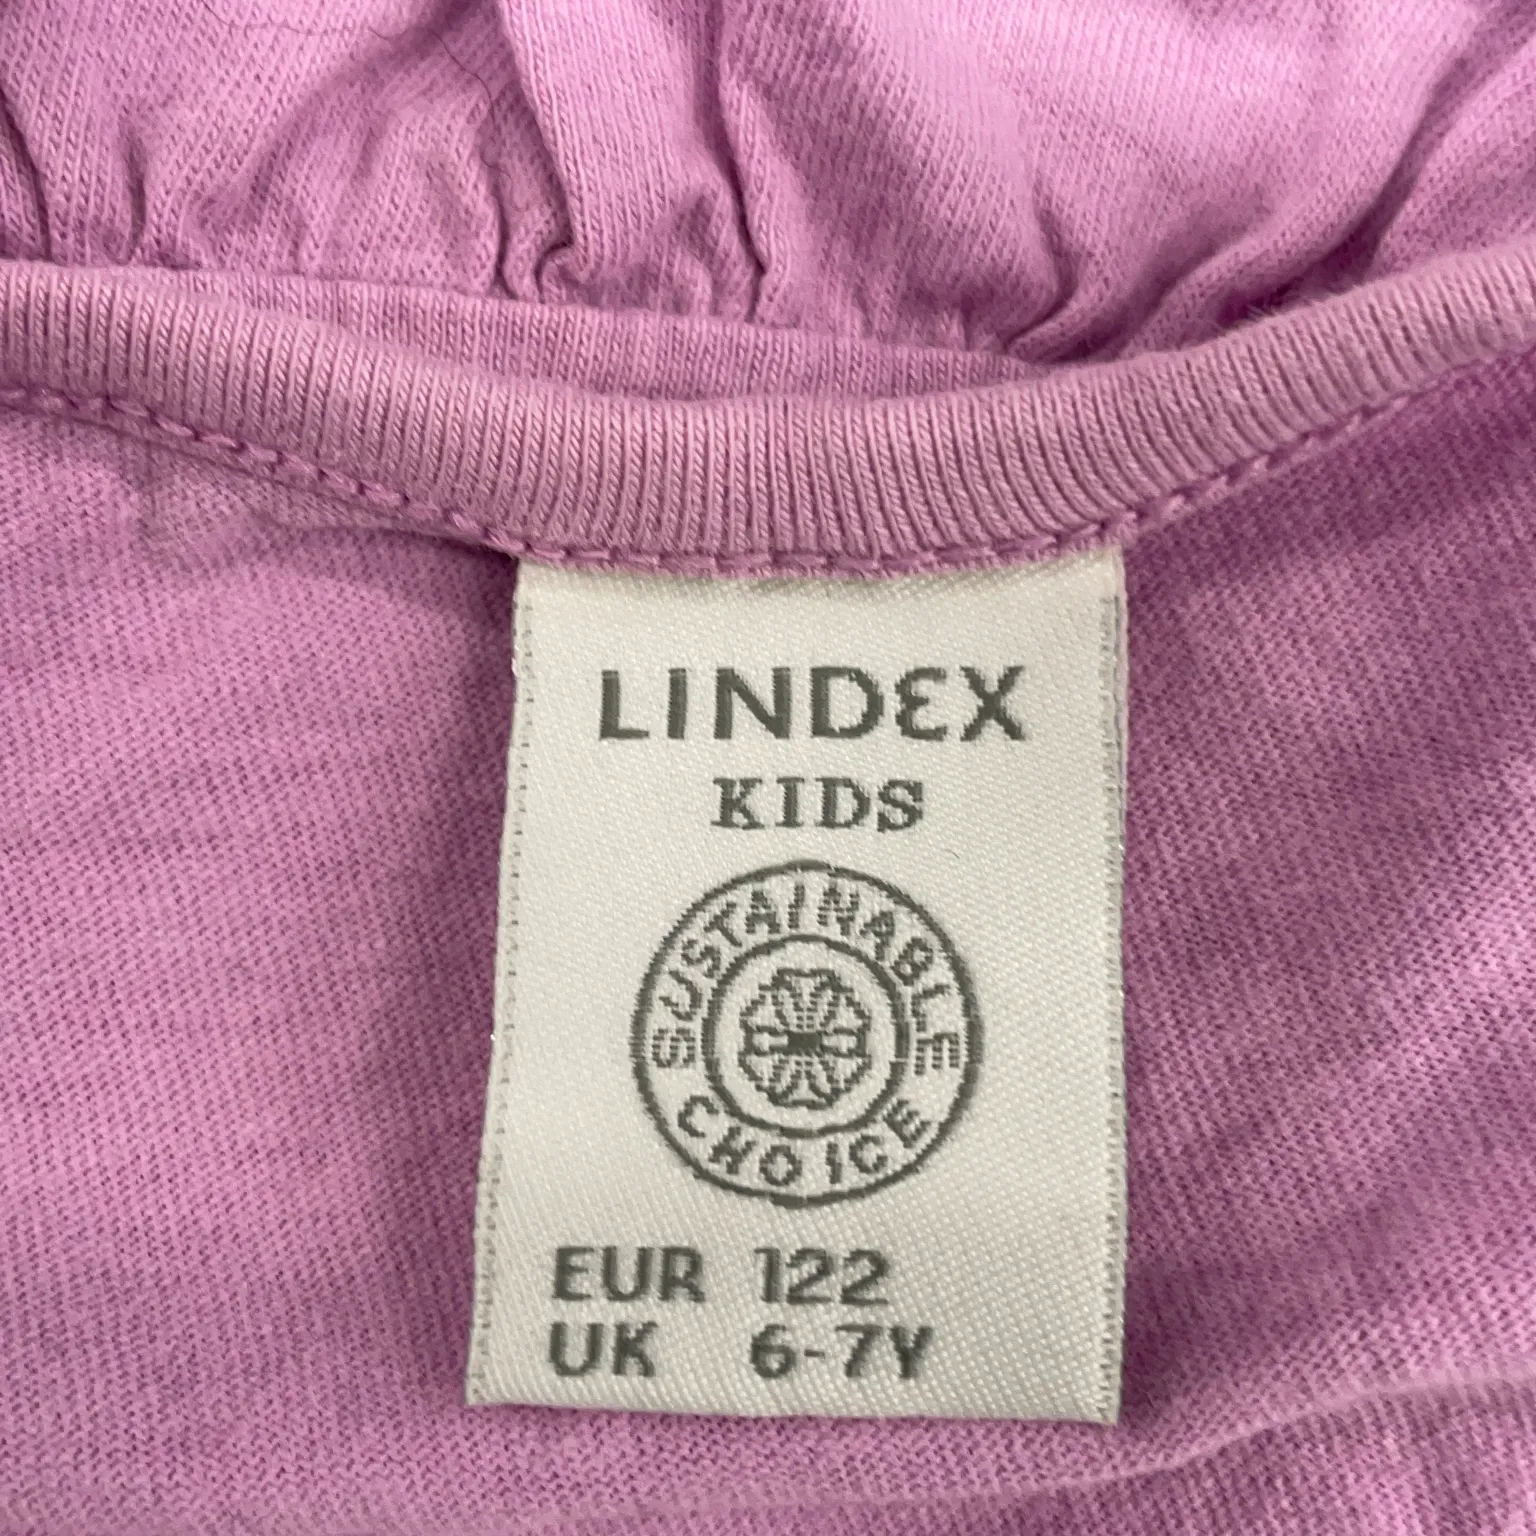 LINDEX
KIDS
SUSTAINABLE
CHOICE
EUR 122
UK 6-7Y